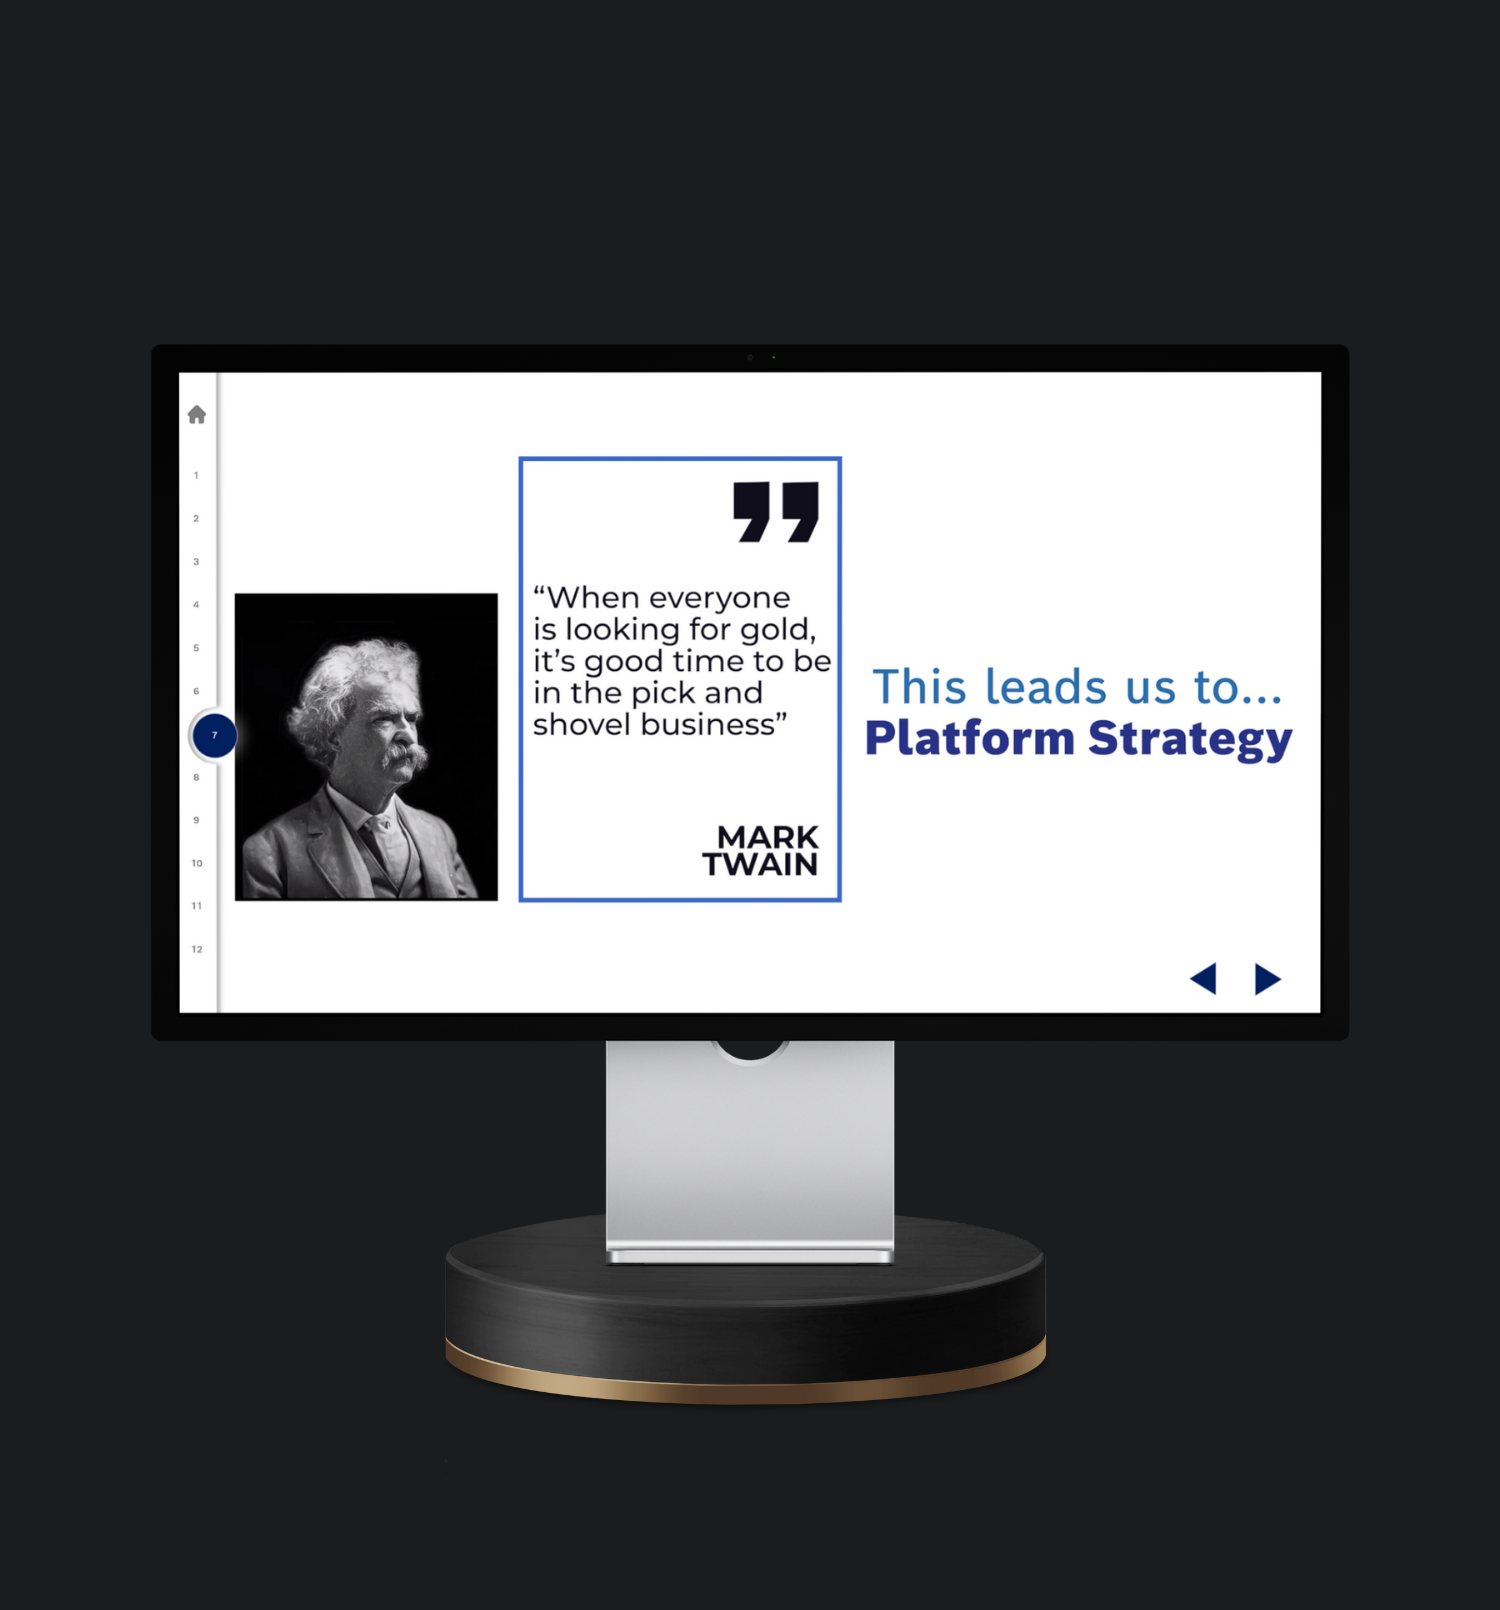 1
2
3
4
5
6
7
8
9
10
11
12
”
“When everyone
is looking for gold,
it’s good time to be
in the pick and
shovel business”
MARK
TWAIN
This leads us to...
Platform Strategy